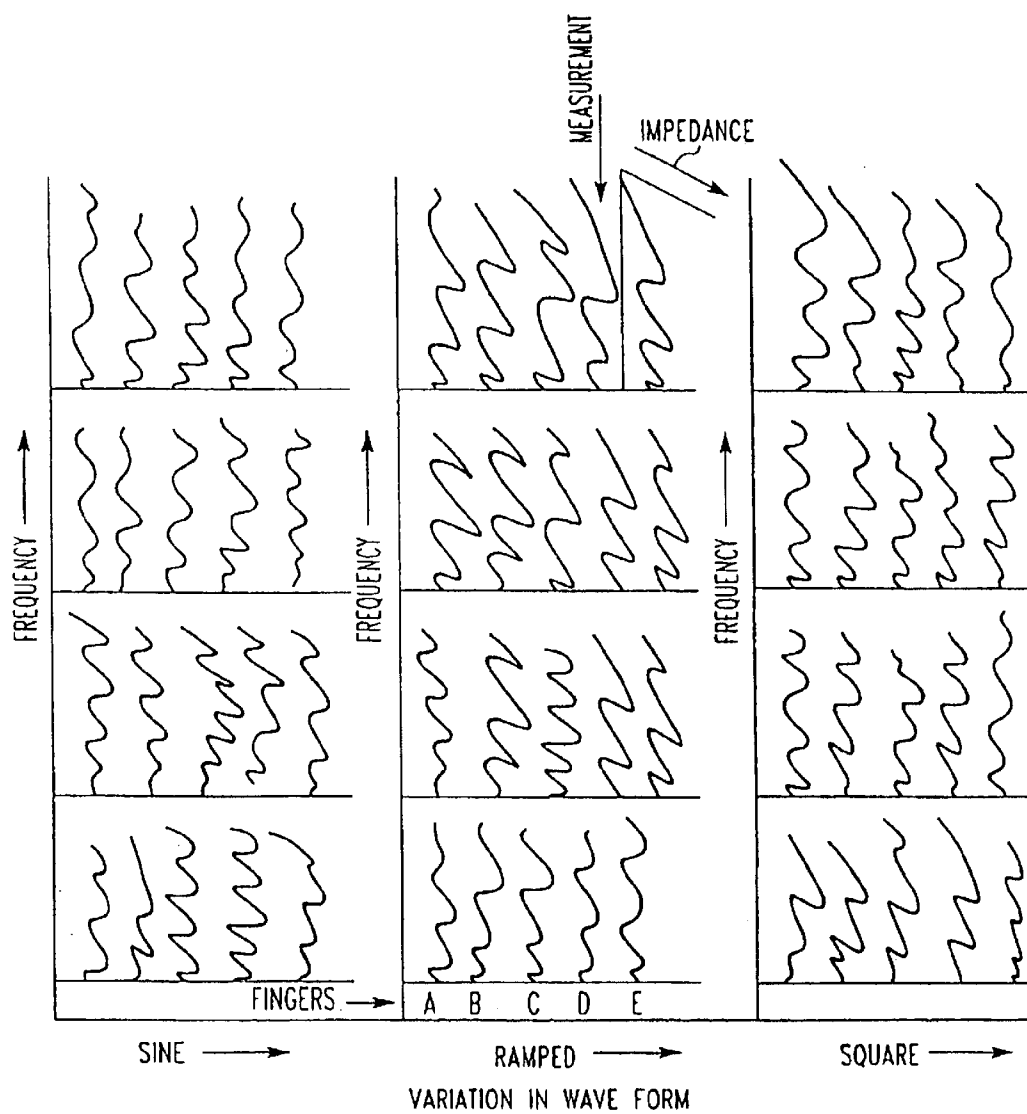 MEASUREMENT
IMPEDANCE
FREQUENCY
FREQUENCY
FREQUENCY
FINGERS
A B C D E
SINE
RAMPED
SQUARE
VARIATION IN WAVE FORM